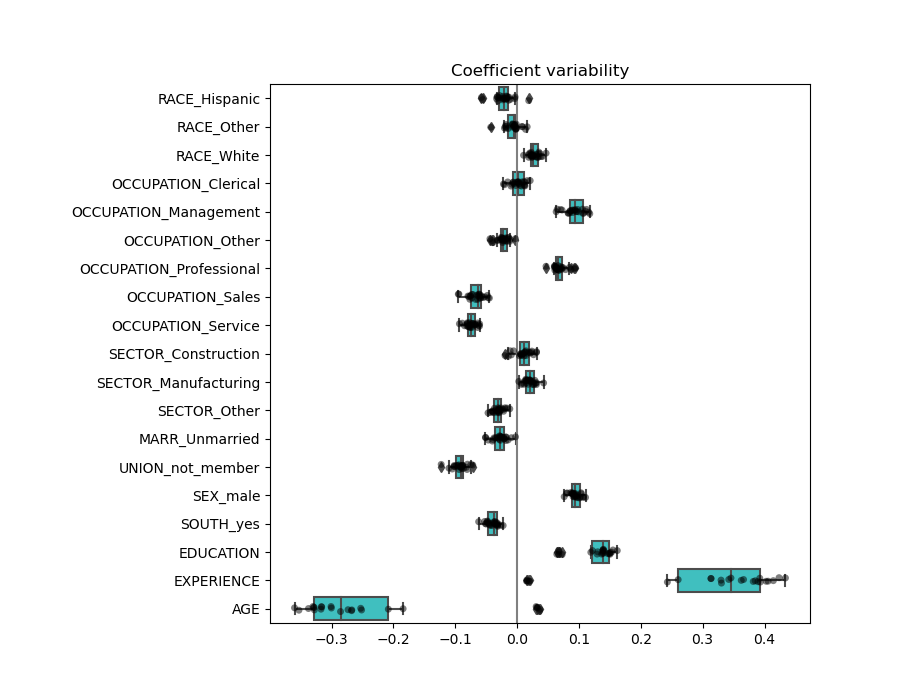 Coefficient variability
RACE_Hispanic
RACE_Other
RACE_White
OCCUPATION_Clerical
OCCUPATION_Management
OCCUPATION_Other
OCCUPATION_Professional
OCCUPATION_Sales
OCCUPATION_Service
SECTOR_Construction
SECTOR_Manufacturing
SECTOR_Other
MARR_Unmarried
UNION_not_member
SEX_male
SOUTH_yes
EDUCATION
EXPERIENCE
AGE
−0.3 −0.2 −0.1 0.0 0.1 0.2 0.3 0.4